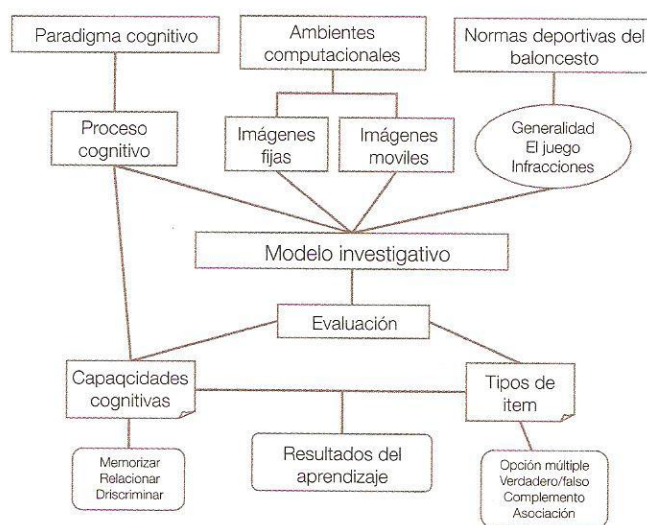 Paradigma cognitivo
Ambientes
computacionales
Normas deportivas del
baloncesto
Proceso
cognitivo
Imágenes
fijas
Imágenes
moviles
Generalidad
El juego
Infracciones
Modelo investigativo
Evaluación
Capaqcidades
cognitivas
Tipos de
item
Memorizar
Relacionar
Discriminar
Resultados del
aprendizaje
Opción múltiple
Verdadero/falso
Complemento
Asociación